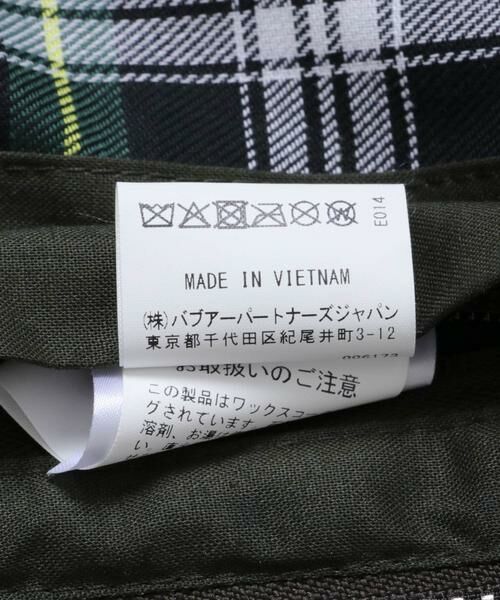 E014
MADE IN VIETNAM
(株)バブアーパートナーズジャパン
東京都千代田区紀尾井町3-12
お取扱いのご注意
この製品はワックスコー
グされています。
溶剤、お湯
い。